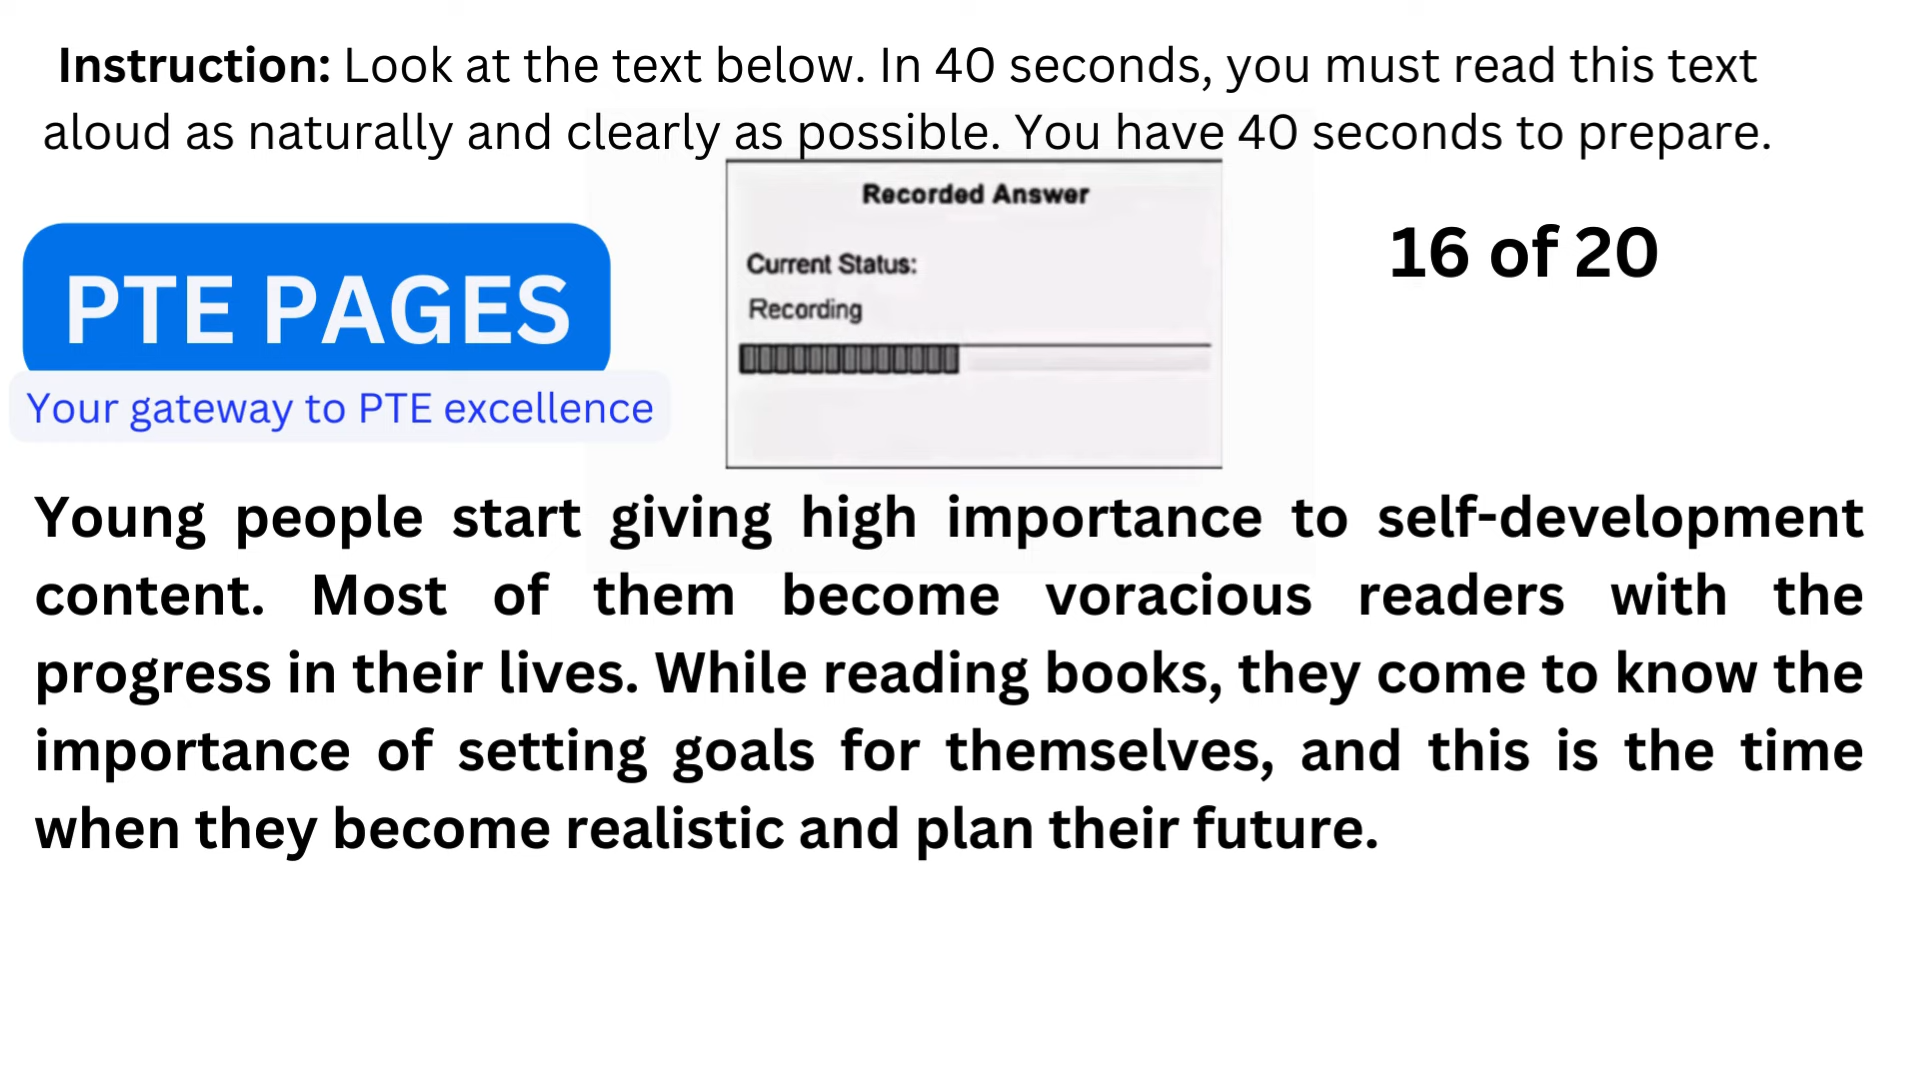 Instruction: Look at the text below. In 40 seconds, you must read this text
aloud as naturally and clearly as possible. You have 40 seconds to prepare.
Recorded Answer
Current Status:
Recording
16 of 20
PTE PAGES
Your gateway to PTE excellence
Young people start giving high importance to self-development
content. Most of them become voracious readers with the
progress in their lives. While reading books, they come to know the
importance of setting goals for themselves, and this is the time
when they become realistic and plan their future.